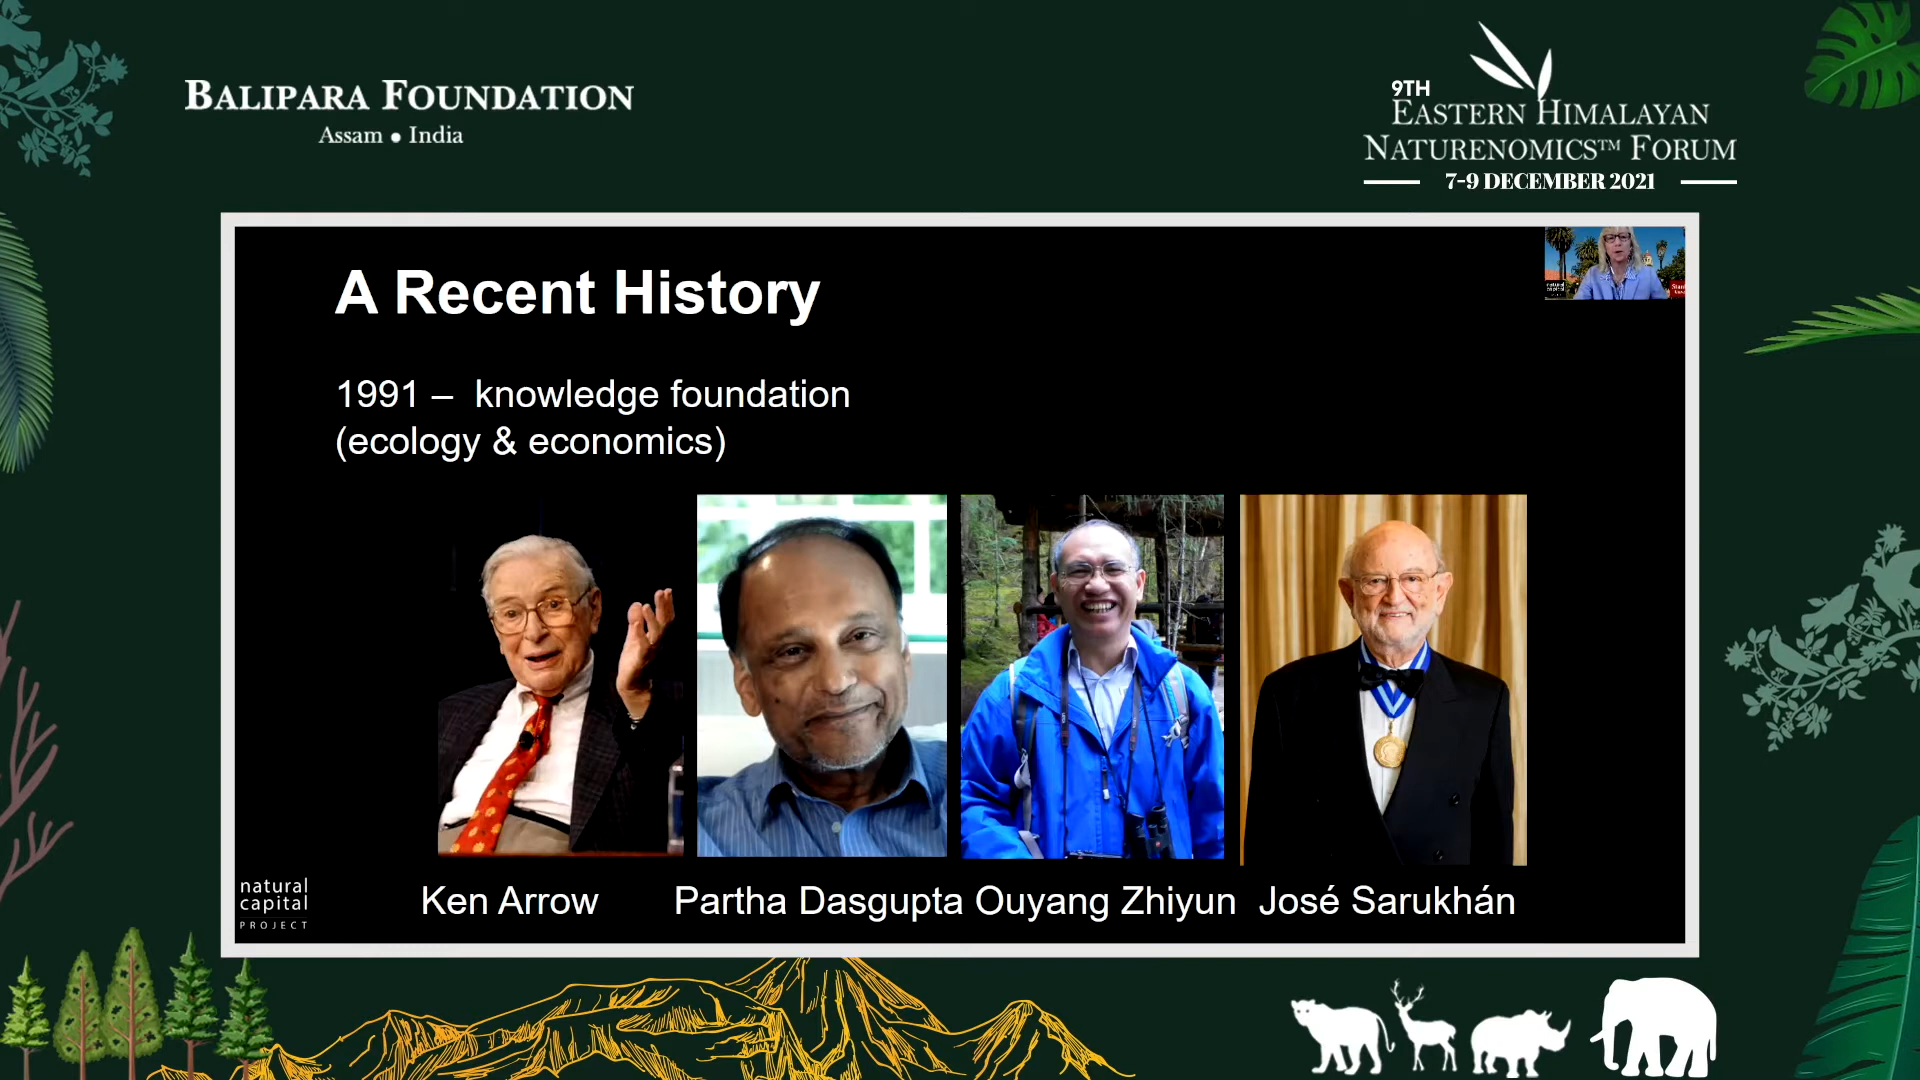 BALIPARA FOUNDATION
Assam • India
9TH
EASTERN HIMALAYAN
NATURENOMICS™ FORUM
7-9 DECEMBER 2021
A Recent History
1991 – knowledge foundation
(ecology & economics)
Ken Arrow
Partha Dasgupta
Ouyang Zhiyun
José Sarukhán
natural
capital
PROJECT